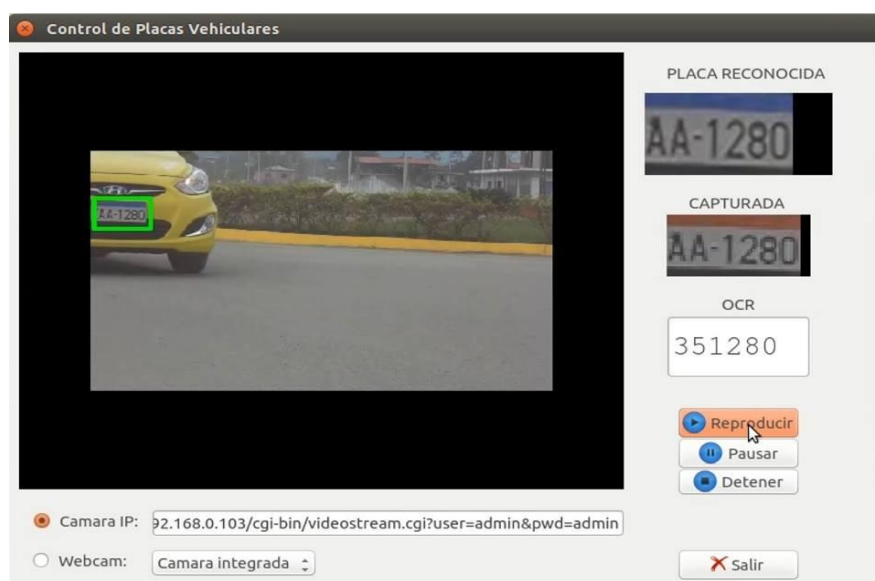 Control de Placas Vehiculares
PLACA RECONOCIDA
AA-1280
CAPTURADA
AA-1280
AA-1280
OCR
351280
Reproducir
Pausar
Detener
Camara IP:
92.168.0.103/cgi-bin/videostream.cgi?user=admin&pwd=admin
Webcam:
Camara integrada
Salir